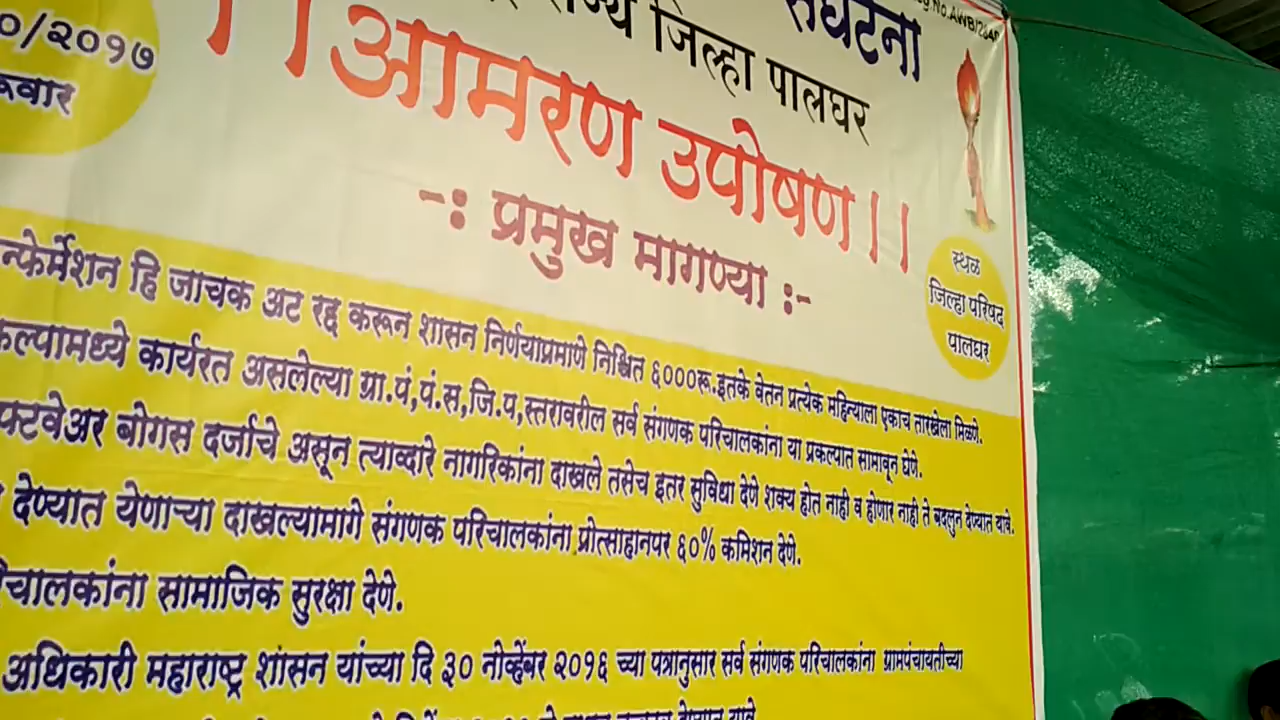 संघटना
राज्य जिल्हा पालघर
०/२०१७
।।आमरण उपोषण।।
-: प्रमुख मागण्या :-
स्थळ
जिल्हा परिषद
पालघर
न्फेर्मेशन हि जाचक अट रद्द करून शासन निर्णयाप्रमाणे निश्चित ६०००रू.इतके वेतन प्रत्येक महिन्याला एकाच तारखेला मिळणे.
कल्पामध्ये कार्यरत असलेल्या ग्रा.पं,पं.स,जि.प,स्तरावरील सर्व संगणक परिचालकांना या प्रकल्पात सामावून घेणे.
फ्टवेअर बोगस दर्जाचे असून त्याव्दारे नागरिकांना दाखले तसेच इतर सुविधा देणे शक्य होत नाही व होणार नाही ते बदलुन देण्यात यावे.
देण्यात येणाऱ्या दाखल्यामागे संगणक परिचालकांना प्रोत्साहानपर ६०% कमिशन देणे.
चालकांना सामाजिक सुरक्षा देणे.
अधिकारी महाराष्ट्र शासन यांच्या दि ३० नोव्हेंबर २०१६ च्या पत्रानुसार सर्व संगणक परिचालकांना ग्रामपंचायतीच्या